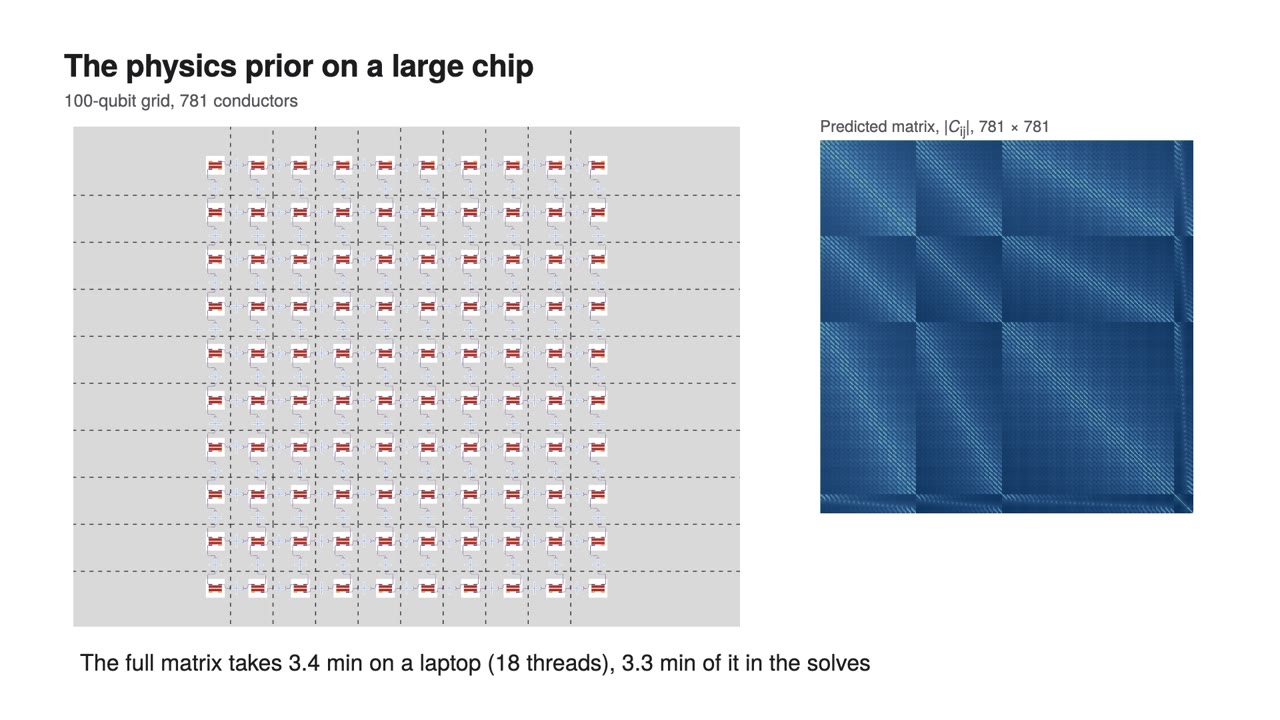 The physics prior on a large chip
100-qubit grid, 781 conductors
Predicted matrix, |Cij|, 781 × 781
The full matrix takes 3.4 min on a laptop (18 threads), 3.3 min of it in the solves